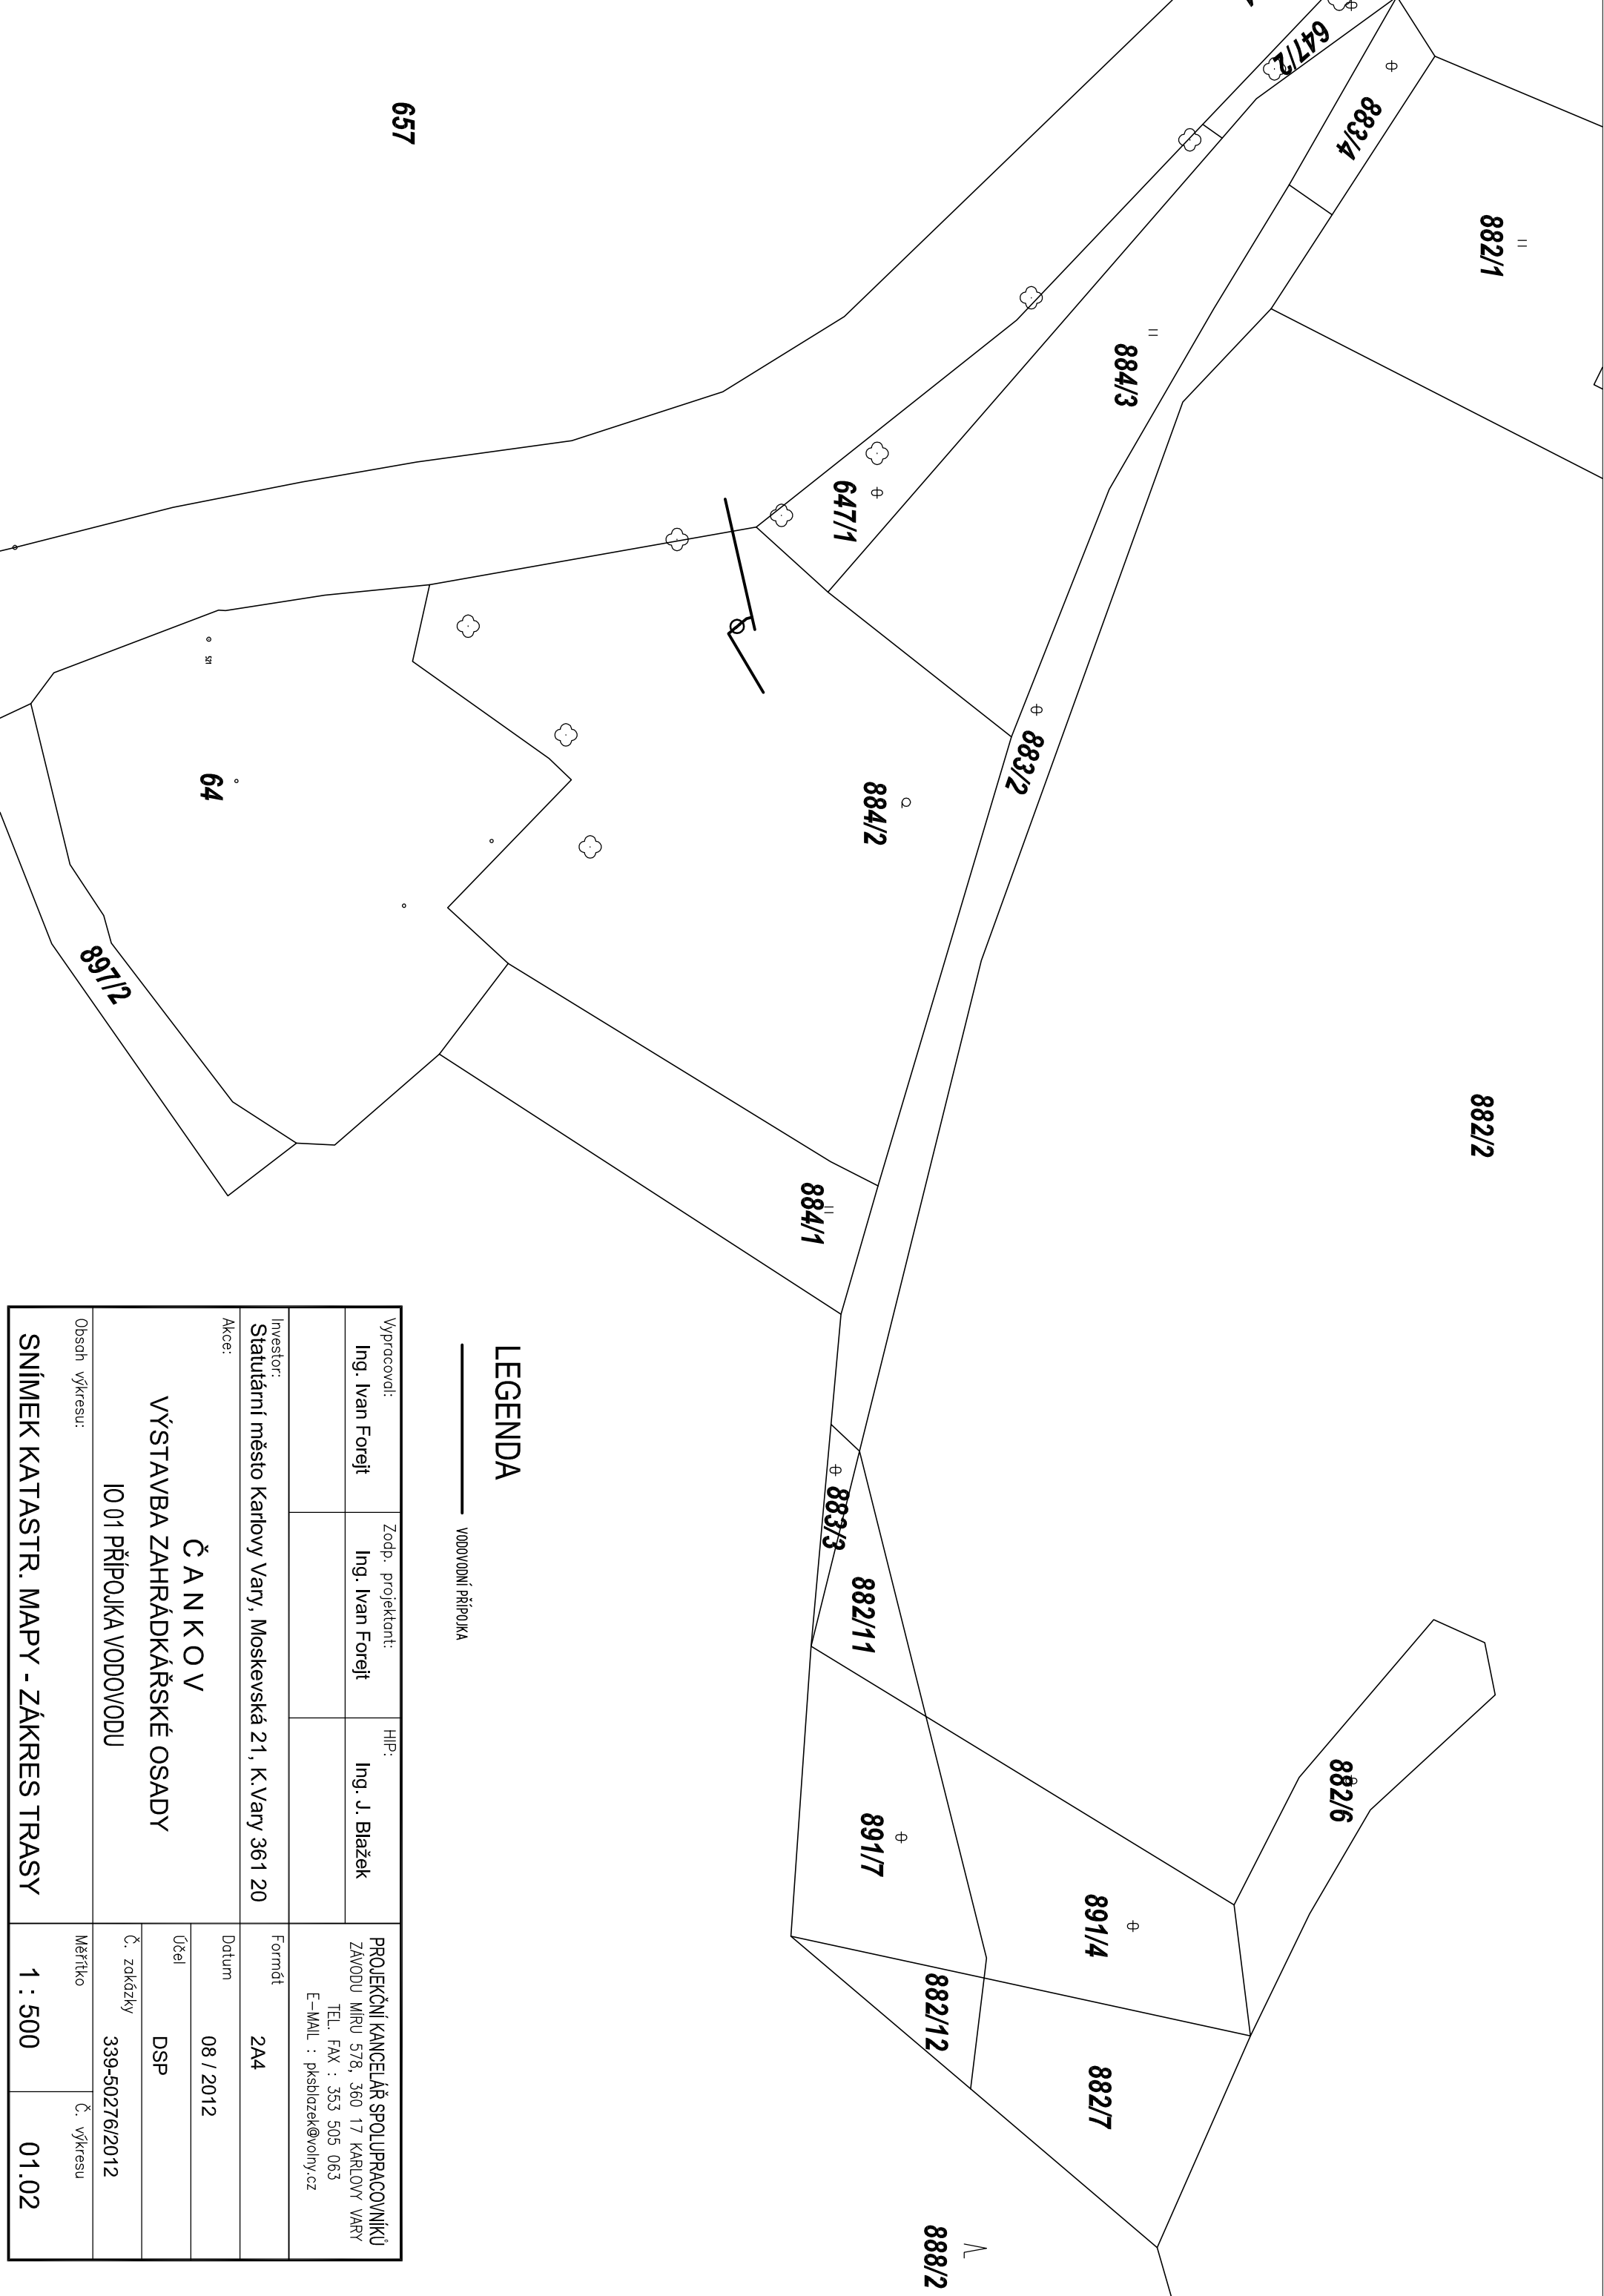 882/1
882/2
883/4
647/2
884/3
657
647/1
883/2
884/2
64
897/2
884/1
883/3
882/11
882/6
891/7
891/4
882/12
882/7
888/2
LEGENDA
VODOVODNÍ PŘÍPOJKA
Vypracoval:
Ing. Ivan Forejt
Zodp. projektant:
Ing. Ivan Forejt
HIP:
Ing. J. Blažek
PROJEKČNÍ KANCELÁŘ SPOLUPRACOVNÍKŮ
ZÁVODU MÍRU 578, 360 17 KARLOVY VARY
TEL. FAX : 353 505 063
E-MAIL : pksblazek@volny.cz
Investor:
Statutární město Karlovy Vary, Moskevská 21, K.Vary 361 20
Akce:
ČANKOV
VÝSTAVBA ZAHRÁDKÁŘSKÉ OSADY
IO 01 PŘÍPOJKA VODOVODU
Formát 2A4
Datum 08 / 2012
Účel DSP
Č. zakázky 339-50276/2012
Obsah výkresu:
SNÍMEK KATASTR. MAPY - ZÁKRES TRASY
Měřítko
1 : 500
Č. výkresu
01.02